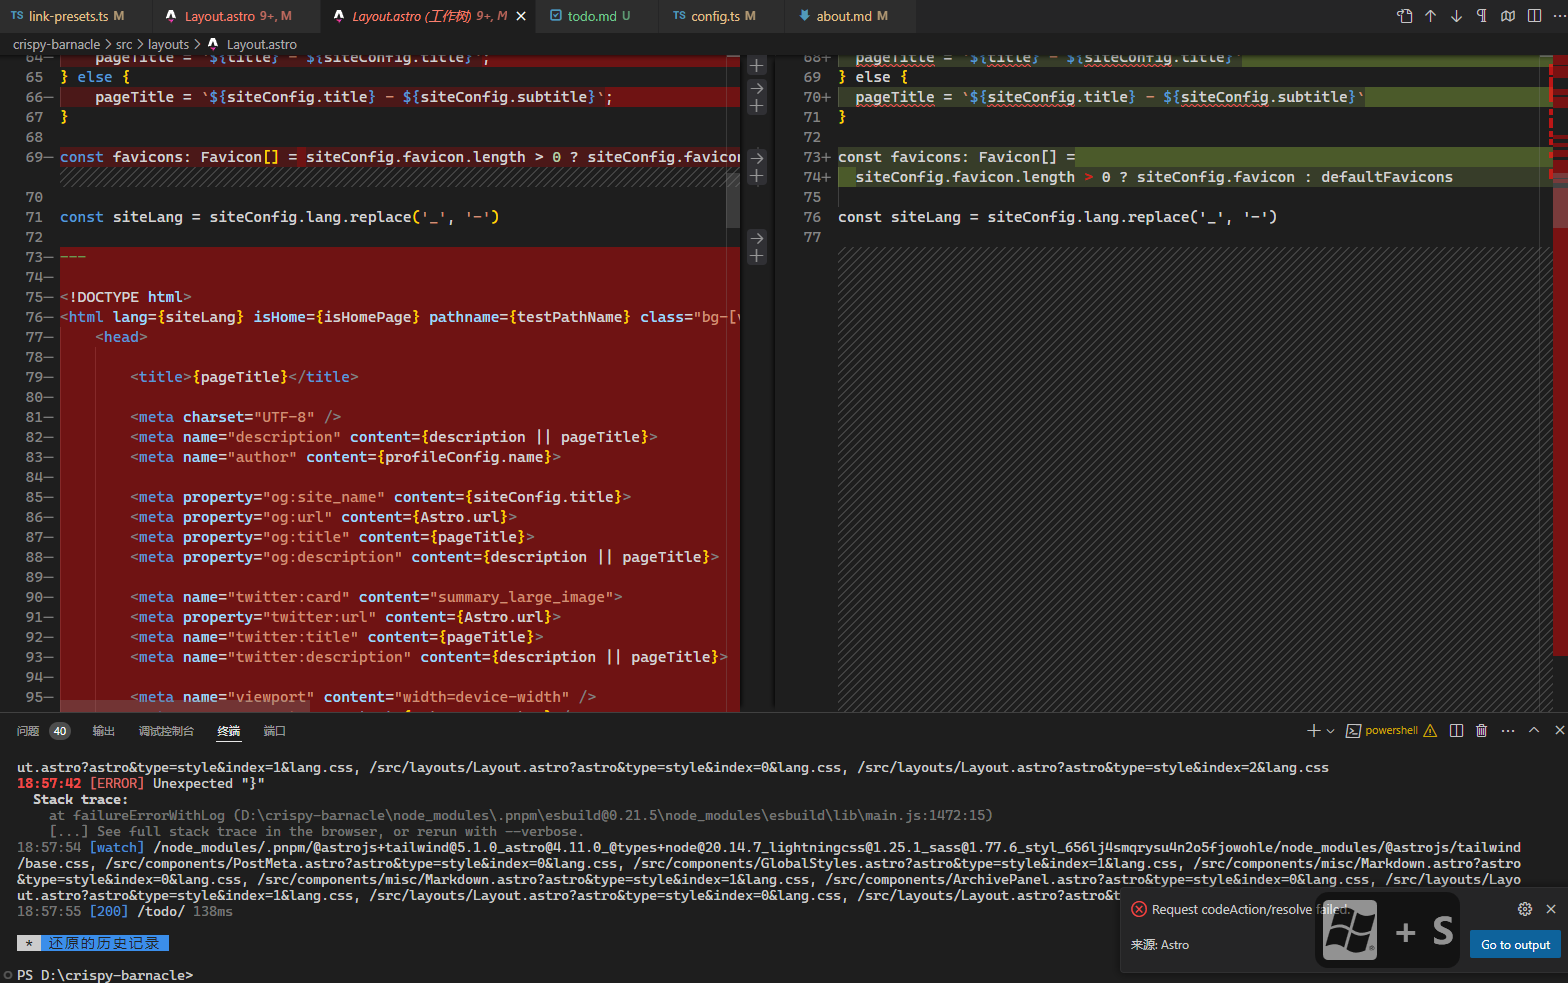 TS link-presets.ts M
Layout.astro 9+, M
Layout.astro (工作树) 9+, M
todo.md U
TS config.ts M
about.md M
crispy-barnacle > src > layouts > Layout.astro
64 pageTitle = `${title} - ${siteConfig.title}`;
65 } else {
66 pageTitle = `${siteConfig.title} - ${siteConfig.subtitle}`;
67 }
68
69 const favicons: Favicon[] = siteConfig.favicon.length > 0 ? siteConfig.favicon
70
71 const siteLang = siteConfig.lang.replace('_', '-')
72
73 ---
74
75 <!DOCTYPE html>
76 <html lang={siteLang} isHome={isHomePage} pathname={testPathName} class="bg-[
77 <head>
78
79 <title>{pageTitle}</title>
80
81 <meta charset="UTF-8" />
82 <meta name="description" content={description || pageTitle}>
83 <meta name="author" content={profileConfig.name}>
84
85 <meta property="og:site_name" content={siteConfig.title}>
86 <meta property="og:url" content={Astro.url}>
87 <meta property="og:title" content={pageTitle}>
88 <meta property="og:description" content={description || pageTitle}>
89
90 <meta name="twitter:card" content="summary_large_image">
91 <meta property="twitter:url" content={Astro.url}>
92 <meta name="twitter:title" content={pageTitle}>
93 <meta name="twitter:description" content={description || pageTitle}>
94
95 <meta name="viewport" content="width=device-width" />
68+ pageTitle = `${title} - ${siteConfig.title}`
69 } else {
70+ pageTitle = `${siteConfig.title} - ${siteConfig.subtitle}`
71 }
72
73+ const favicons: Favicon[] =
74+ siteConfig.favicon.length > 0 ? siteConfig.favicon : defaultFavicons
75
76 const siteLang = siteConfig.lang.replace('_', '-')
77
问题 40 输出 调试控制台 终端 端口
powershell
ut.astro?astro&type=style&index=1&lang.css, /src/layouts/Layout.astro?astro&type=style&index=0&lang.css, /src/layouts/Layout.astro?astro&type=style&index=2&lang.css
18:57:42 [ERROR] Unexpected "}"
Stack trace:
at failureErrorWithLog (D:\crispy-barnacle\node_modules\.pnpm\esbuild@0.21.5\node_modules\esbuild\lib\main.js:1472:15)
[...] See full stack trace in the browser, or rerun with --verbose.
18:57:54 [watch] /node_modules/.pnpm/@astrojs+tailwind@5.1.0_astro@4.11.0_@types+node@20.14.7_lightningcss@1.25.1_sass@1.77.6_styl_656lj4smqrysu4n2o5fjowohle/node_modules/@astrojs/tailwind
/base.css, /src/components/PostMeta.astro?astro&type=style&index=0&lang.css, /src/components/GlobalStyles.astro?astro&type=style&index=1&lang.css, /src/components/misc/Markdown.astro?astro
&type=style&index=0&lang.css, /src/components/misc/Markdown.astro?astro&type=style&index=1&lang.css, /src/components/ArchivePanel.astro?astro&type=style&index=0&lang.css, /src/layouts/Layo
ut.astro?astro&type=style&index=1&lang.css, /src/layouts/Layout.astro?astro&type=style&index=0&lang.css, /src/layouts/Layout.astro?astro&t
18:57:55 [200] /todo/ 138ms
* 还原的历史记录
PS D:\crispy-barnacle>
Request codeAction/resolve failed.
来源: Astro
Go to output
+ S